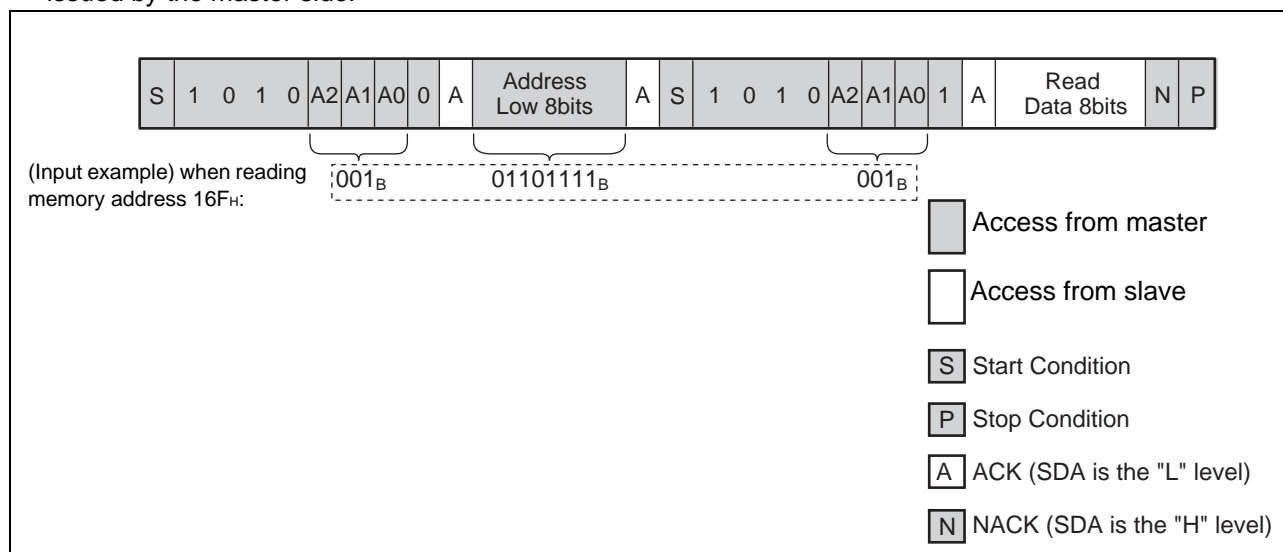 issued by the master side.
S 1 0 1 0 A2 A1 A0 0 A Address Low 8bits A S 1 0 1 0 A2 A1 A0 1 A Read Data 8bits N P
(Input example) when reading
memory address 16FH:
001B 01101111B 001B
Access from master
Access from slave
S Start Condition
P Stop Condition
A ACK (SDA is the "L" level)
N NACK (SDA is the "H" level)